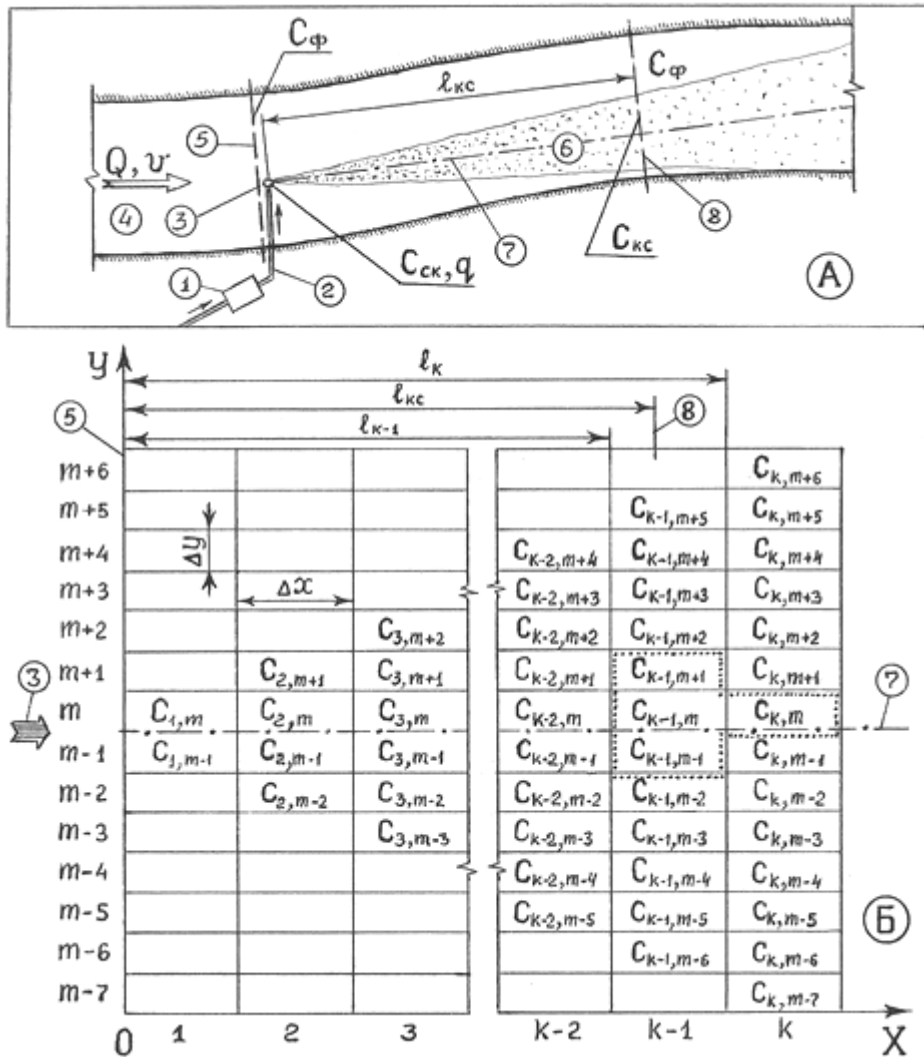 Cф
Cф
ℓкс
5
Q, v
6
4
3
7
8
Cкс
Cск, q
1
2
А
y
ℓк
ℓкс
5
8
ℓк-1
m+6 Cк,m+6
m+5 Cк-1,m+5 Cк,m+5
Δy
m+4 Cк-2,m+4 Cк-1,m+4 Cк,m+4
Δx
m+3 Cк-2,m+3 Cк-1,m+3 Cк,m+3
m+2 C3,m+2 Cк-2,m+2 Cк-1,m+2 Cк,m+2
3
m+1 C2,m+1 C3,m+1 Cк-2,m+1 Cк-1,m+1 Cк,m+1
7
m C1,m C2,m C3,m Cк-2,m Cк-1,m Cк,m
m-1 C1,m-1 C2,m-1 C3,m-1 Cк-2,m-1 Cк-1,m-1 Cк,m-1
m-2 C2,m-2 C3,m-2 Cк-2,m-2 Cк-1,m-2 Cк,m-2
m-3 C3,m-3 Cк-2,m-3 Cк-1,m-3 Cк,m-3
m-4 Cк-2,m-4 Cк-1,m-4 Cк,m-4
m-5 Cк-2,m-5 Cк-1,m-5 Cк,m-5
Б
m-6 Cк-1,m-6 Cк,m-6
m-7 Cк,m-7
0 1 2 3 к-2 к-1 к X